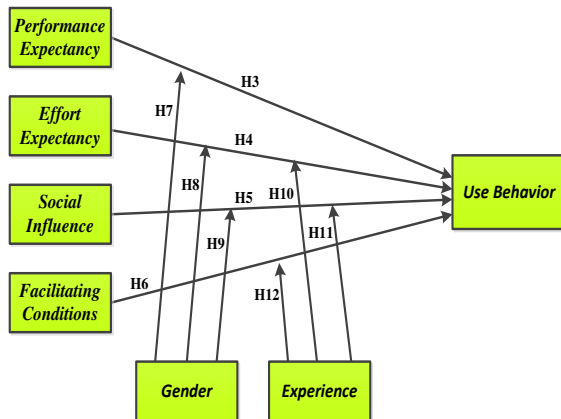 Performance
Expectancy
H3
H7
Effort
Expectancy
H4
H8
H10
Use Behavior
Social
Influence
H5
H9
H11
Facilitating
Conditions
H6
H12
Gender
Experience